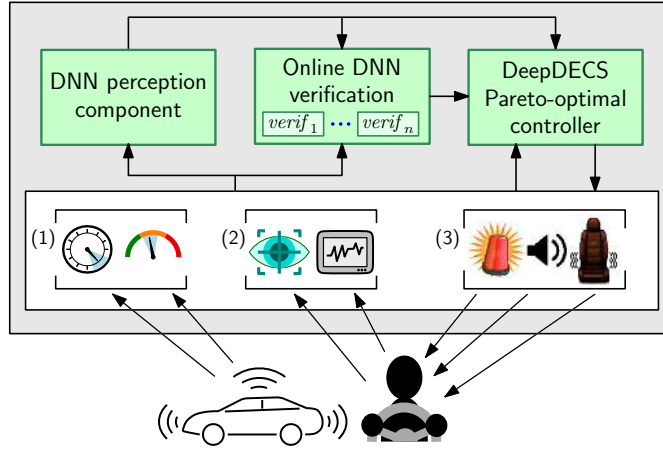 DNN perception
component
Online DNN
verification
verif₁ ... verifₙ
DeepDECS
Pareto-optimal
controller
(1)
(2)
(3)